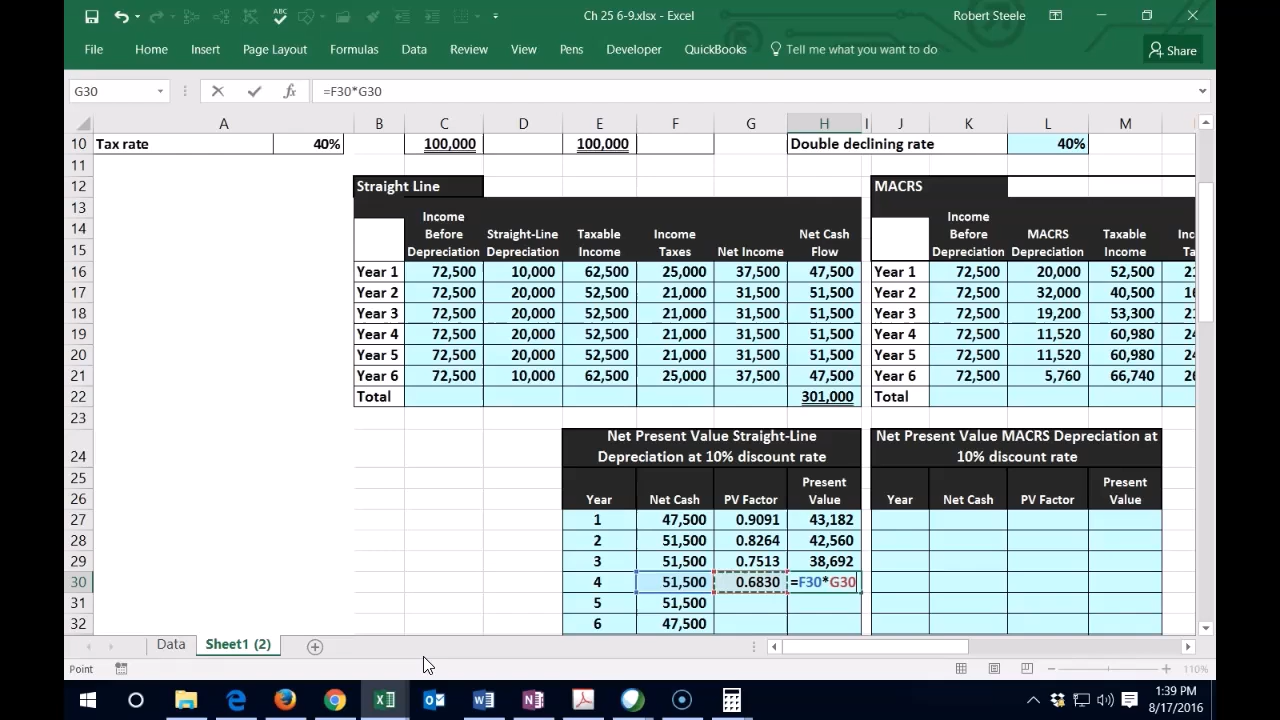 Ch 25 6-9.xlsx - Excel
Robert Steele
File Home Insert Page Layout Formulas Data Review View Pens Developer QuickBooks Tell me what you want to do Share
G30 =F30*G30
A B C D E F G H I J K L M
10 Tax rate 40% 100,000 100,000 Double declining rate 40%
11
12 Straight Line MACRS
13
14
15
Income Before Depreciation Straight-Line Depreciation Taxable Income Income Taxes Net Income Net Cash Flow Income Before Depreciation MACRS Depreciation Taxable Income
16 Year 1 72,500 10,000 62,500 25,000 37,500 47,500 Year 1 72,500 20,000 52,500
17 Year 2 72,500 20,000 52,500 21,000 31,500 51,500 Year 2 72,500 32,000 40,500
18 Year 3 72,500 20,000 52,500 21,000 31,500 51,500 Year 3 72,500 19,200 53,300
19 Year 4 72,500 20,000 52,500 21,000 31,500 51,500 Year 4 72,500 11,520 60,980
20 Year 5 72,500 20,000 52,500 21,000 31,500 51,500 Year 5 72,500 11,520 60,980
21 Year 6 72,500 10,000 62,500 25,000 37,500 47,500 Year 6 72,500 5,760 66,740
22 Total 301,000 Total
23
Net Present Value Straight-Line Net Present Value MACRS Depreciation at
24 Depreciation at 10% discount rate 10% discount rate
25 Present Present
26 Year Net Cash PV Factor Value Year Net Cash PV Factor Value
27 1 47,500 0.9091 43,182
28 2 51,500 0.8264 42,560
29 3 51,500 0.7513 38,692
30 4 51,500 0.6830 =F30*G30
31 5 51,500
32 6 47,500
Data Sheet1 (2)
Point 110%
1:39 PM
8/17/2016